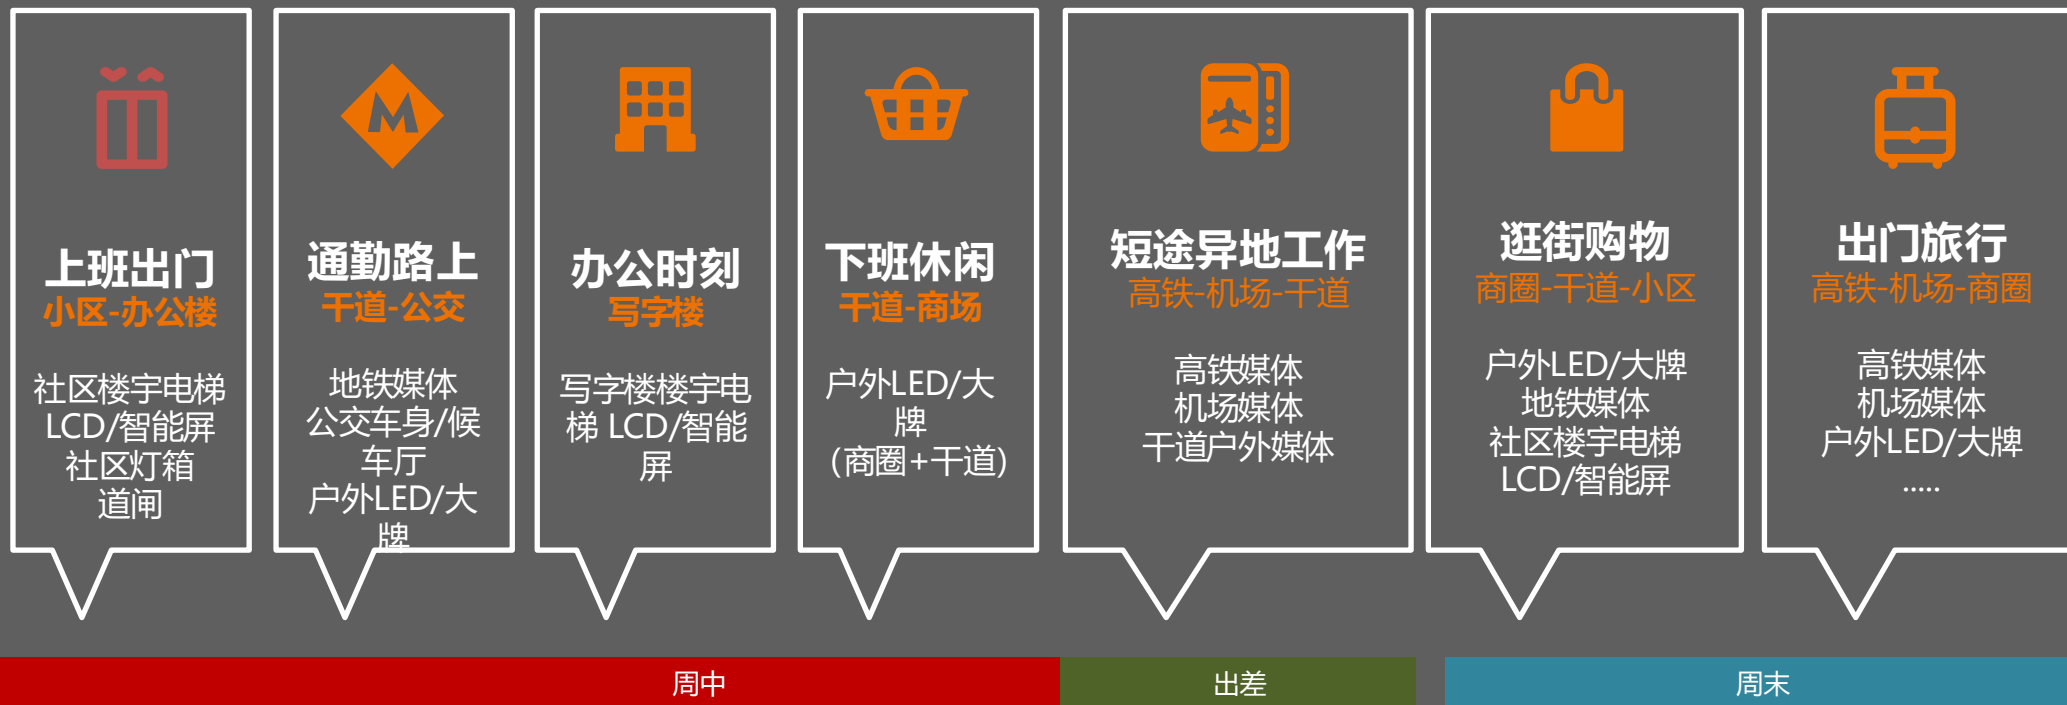 上班出门
小区-办公楼
社区楼宇电梯
LCD/智能屏
社区灯箱
道闸
M
通勤路上
干道-公交
地铁媒体
公交车身/候
车厅
户外LED/大
牌
办公时刻
写字楼
写字楼楼宇电
梯 LCD/智能
屏
下班休闲
干道-商场
户外LED/大
牌
（商圈+干道）
短途异地工作
高铁-机场-干道
高铁媒体
机场媒体
干道户外媒体
逛街购物
商圈-干道-小区
户外LED/大牌
地铁媒体
社区楼宇电梯
LCD/智能屏
出门旅行
高铁-机场-商圈
高铁媒体
机场媒体
户外LED/大牌
.....
周中
出差
周末